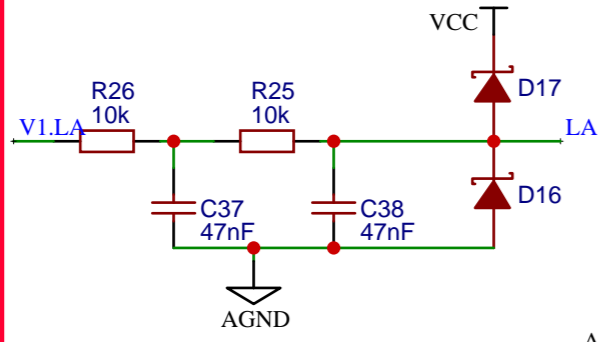 VCC
R26
10k
R25
10k
D17
V1.LA
LA
C37
47nF
C38
47nF
D16
AGND
A